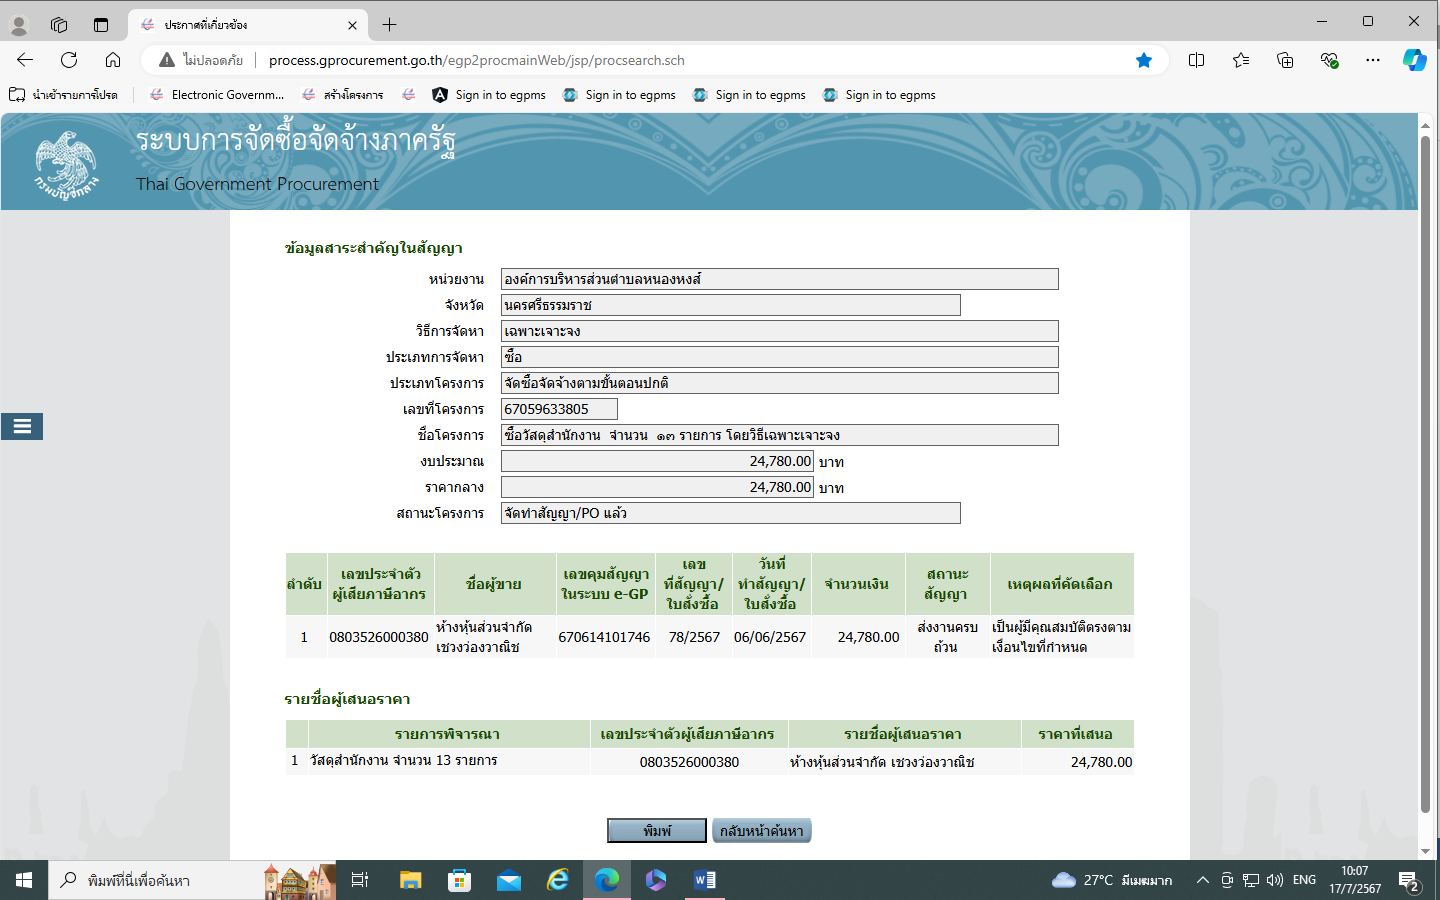 ประกาศที่เกี่ยวข้อง
ไม่ปลอดภัย
process.gprocurement.go.th/egp2procmainWeb/jsp/procsearch.sch
นำเข้ารายการโปรด
Electronic Governm...
สร้างโครงการ
Sign in to egpms
Sign in to egpms
Sign in to egpms
Sign in to egpms
กรมบัญชีกลาง
ระบบการจัดซื้อจัดจ้างภาครัฐ
Thai Government Procurement
ข้อมูลสาระสำคัญในสัญญา
หน่วยงาน องค์การบริหารส่วนตำบลหนองหงส์
จังหวัด นครศรีธรรมราช
วิธีการจัดหา เฉพาะเจาะจง
ประเภทการจัดหา ซื้อ
ประเภทโครงการ จัดซื้อจัดจ้างตามขั้นตอนปกติ
เลขที่โครงการ 67059633805
ชื่อโครงการ ซื้อวัสดุสำนักงาน จำนวน ๑๓ รายการ โดยวิธีเฉพาะเจาะจง
งบประมาณ 24,780.00 บาท
ราคากลาง 24,780.00 บาท
สถานะโครงการ จัดทำสัญญา/PO แล้ว
ลำดับ
เลขประจำตัว
ผู้เสียภาษีอากร
ชื่อผู้ขาย
เลขคุมสัญญา
ในระบบ e-GP
เลข
ที่สัญญา/
ใบสั่งซื้อ
วันที่
ทำสัญญา/
ใบสั่งซื้อ
จำนวนเงิน
สถานะ
สัญญา
เหตุผลที่คัดเลือก
1
0803526000380
ห้างหุ้นส่วนจำกัด
เชวงว่องวาณิช
670614101746
78/2567
06/06/2567
24,780.00
ส่งงานครบ
ถ้วน
เป็นผู้มีคุณสมบัติตรงตาม
เงื่อนไขที่กำหนด
รายชื่อผู้เสนอราคา
รายการพิจารณา เลขประจำตัวผู้เสียภาษีอากร รายชื่อผู้เสนอราคา ราคาที่เสนอ
1 วัสดุสำนักงาน จำนวน 13 รายการ 0803526000380 ห้างหุ้นส่วนจำกัด เชวงว่องวาณิช 24,780.00
พิมพ์
กลับหน้าค้นหา
พิมพ์ที่นี่เพื่อค้นหา
27°C มีเมฆมาก
ENG
10:07
17/7/2567
2